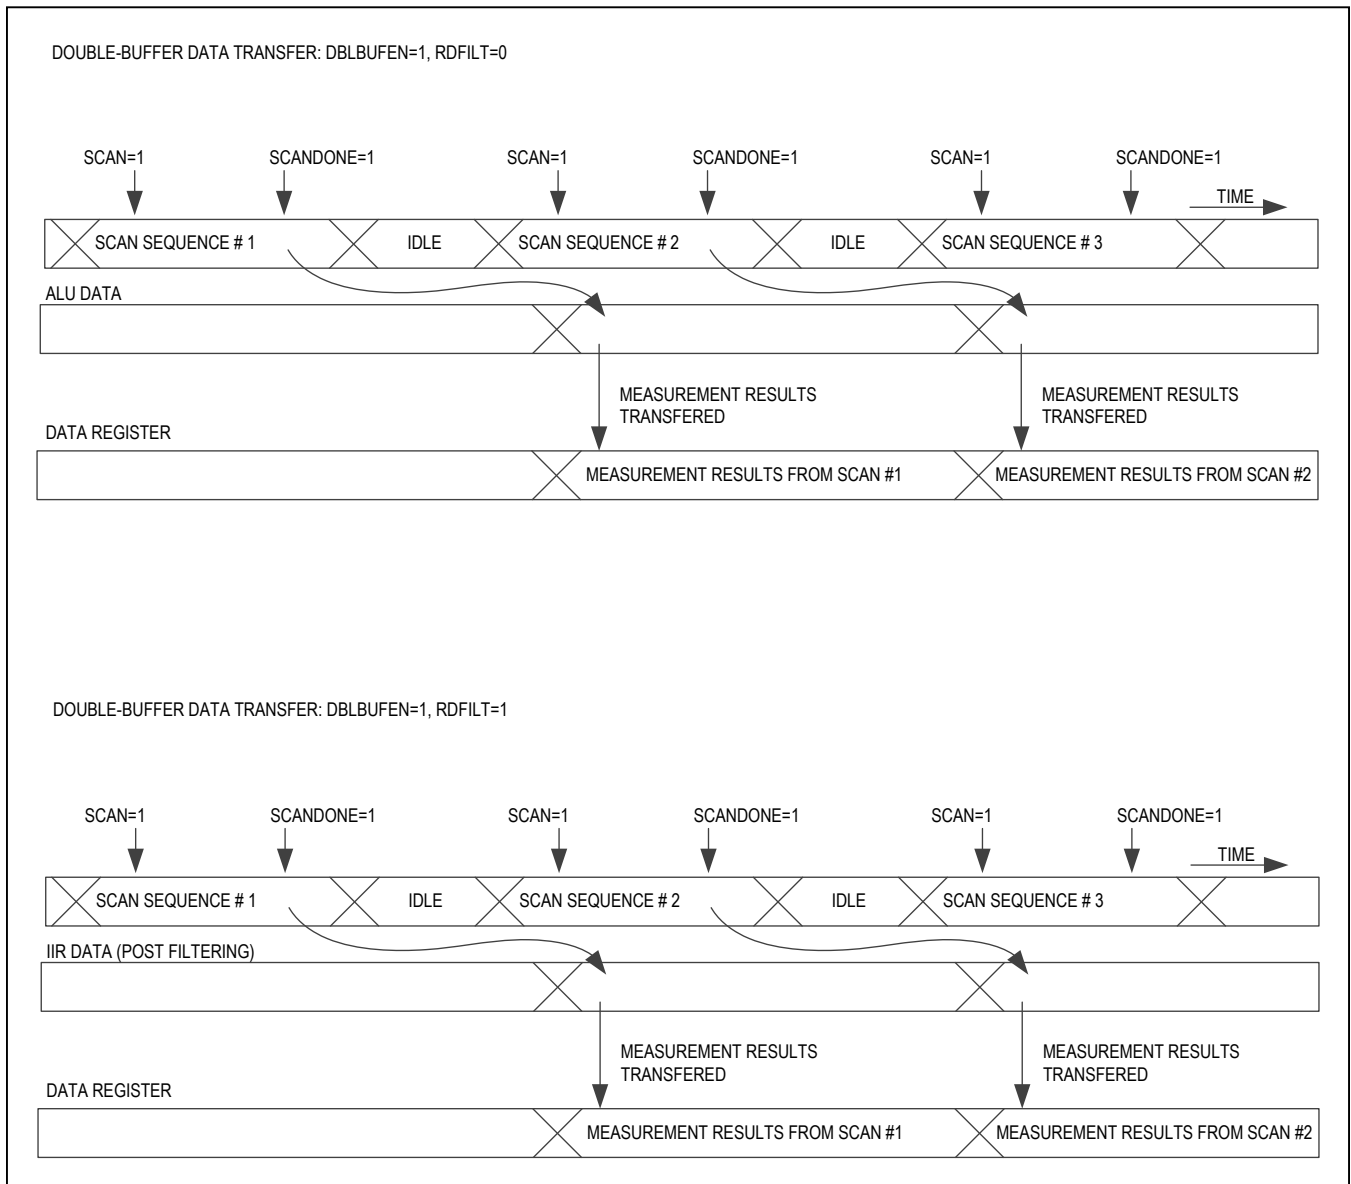 DOUBLE-BUFFER DATA TRANSFER: DBLBUFEN=1, RDFILT=0
SCAN=1 SCANDONE=1 SCAN=1 SCANDONE=1 SCAN=1 SCANDONE=1
TIME
SCAN SEQUENCE # 1 IDLE SCAN SEQUENCE # 2 IDLE SCAN SEQUENCE # 3
ALU DATA
MEASUREMENT RESULTS
TRANSFERED
MEASUREMENT RESULTS
TRANSFERED
DATA REGISTER
MEASUREMENT RESULTS FROM SCAN #1 MEASUREMENT RESULTS FROM SCAN #2
DOUBLE-BUFFER DATA TRANSFER: DBLBUFEN=1, RDFILT=1
SCAN=1 SCANDONE=1 SCAN=1 SCANDONE=1 SCAN=1 SCANDONE=1
TIME
SCAN SEQUENCE # 1 IDLE SCAN SEQUENCE # 2 IDLE SCAN SEQUENCE # 3
IIR DATA (POST FILTERING)
MEASUREMENT RESULTS
TRANSFERED
MEASUREMENT RESULTS
TRANSFERED
DATA REGISTER
MEASUREMENT RESULTS FROM SCAN #1 MEASUREMENT RESULTS FROM SCAN #2